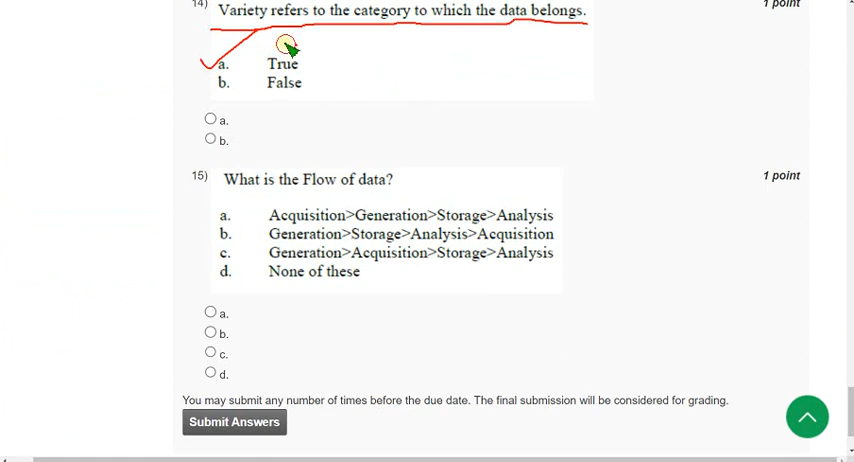 14)
Variety refers to the category to which the data belongs.
1 point
a. True
b. False
a.
b.
15) What is the Flow of data?
1 point
a. Acquisition>Generation>Storage>Analysis
b. Generation>Storage>Analysis>Acquisition
c. Generation>Acquisition>Storage>Analysis
d. None of these
a.
b.
c.
d.
You may submit any number of times before the due date. The final submission will be considered for grading.
Submit Answers